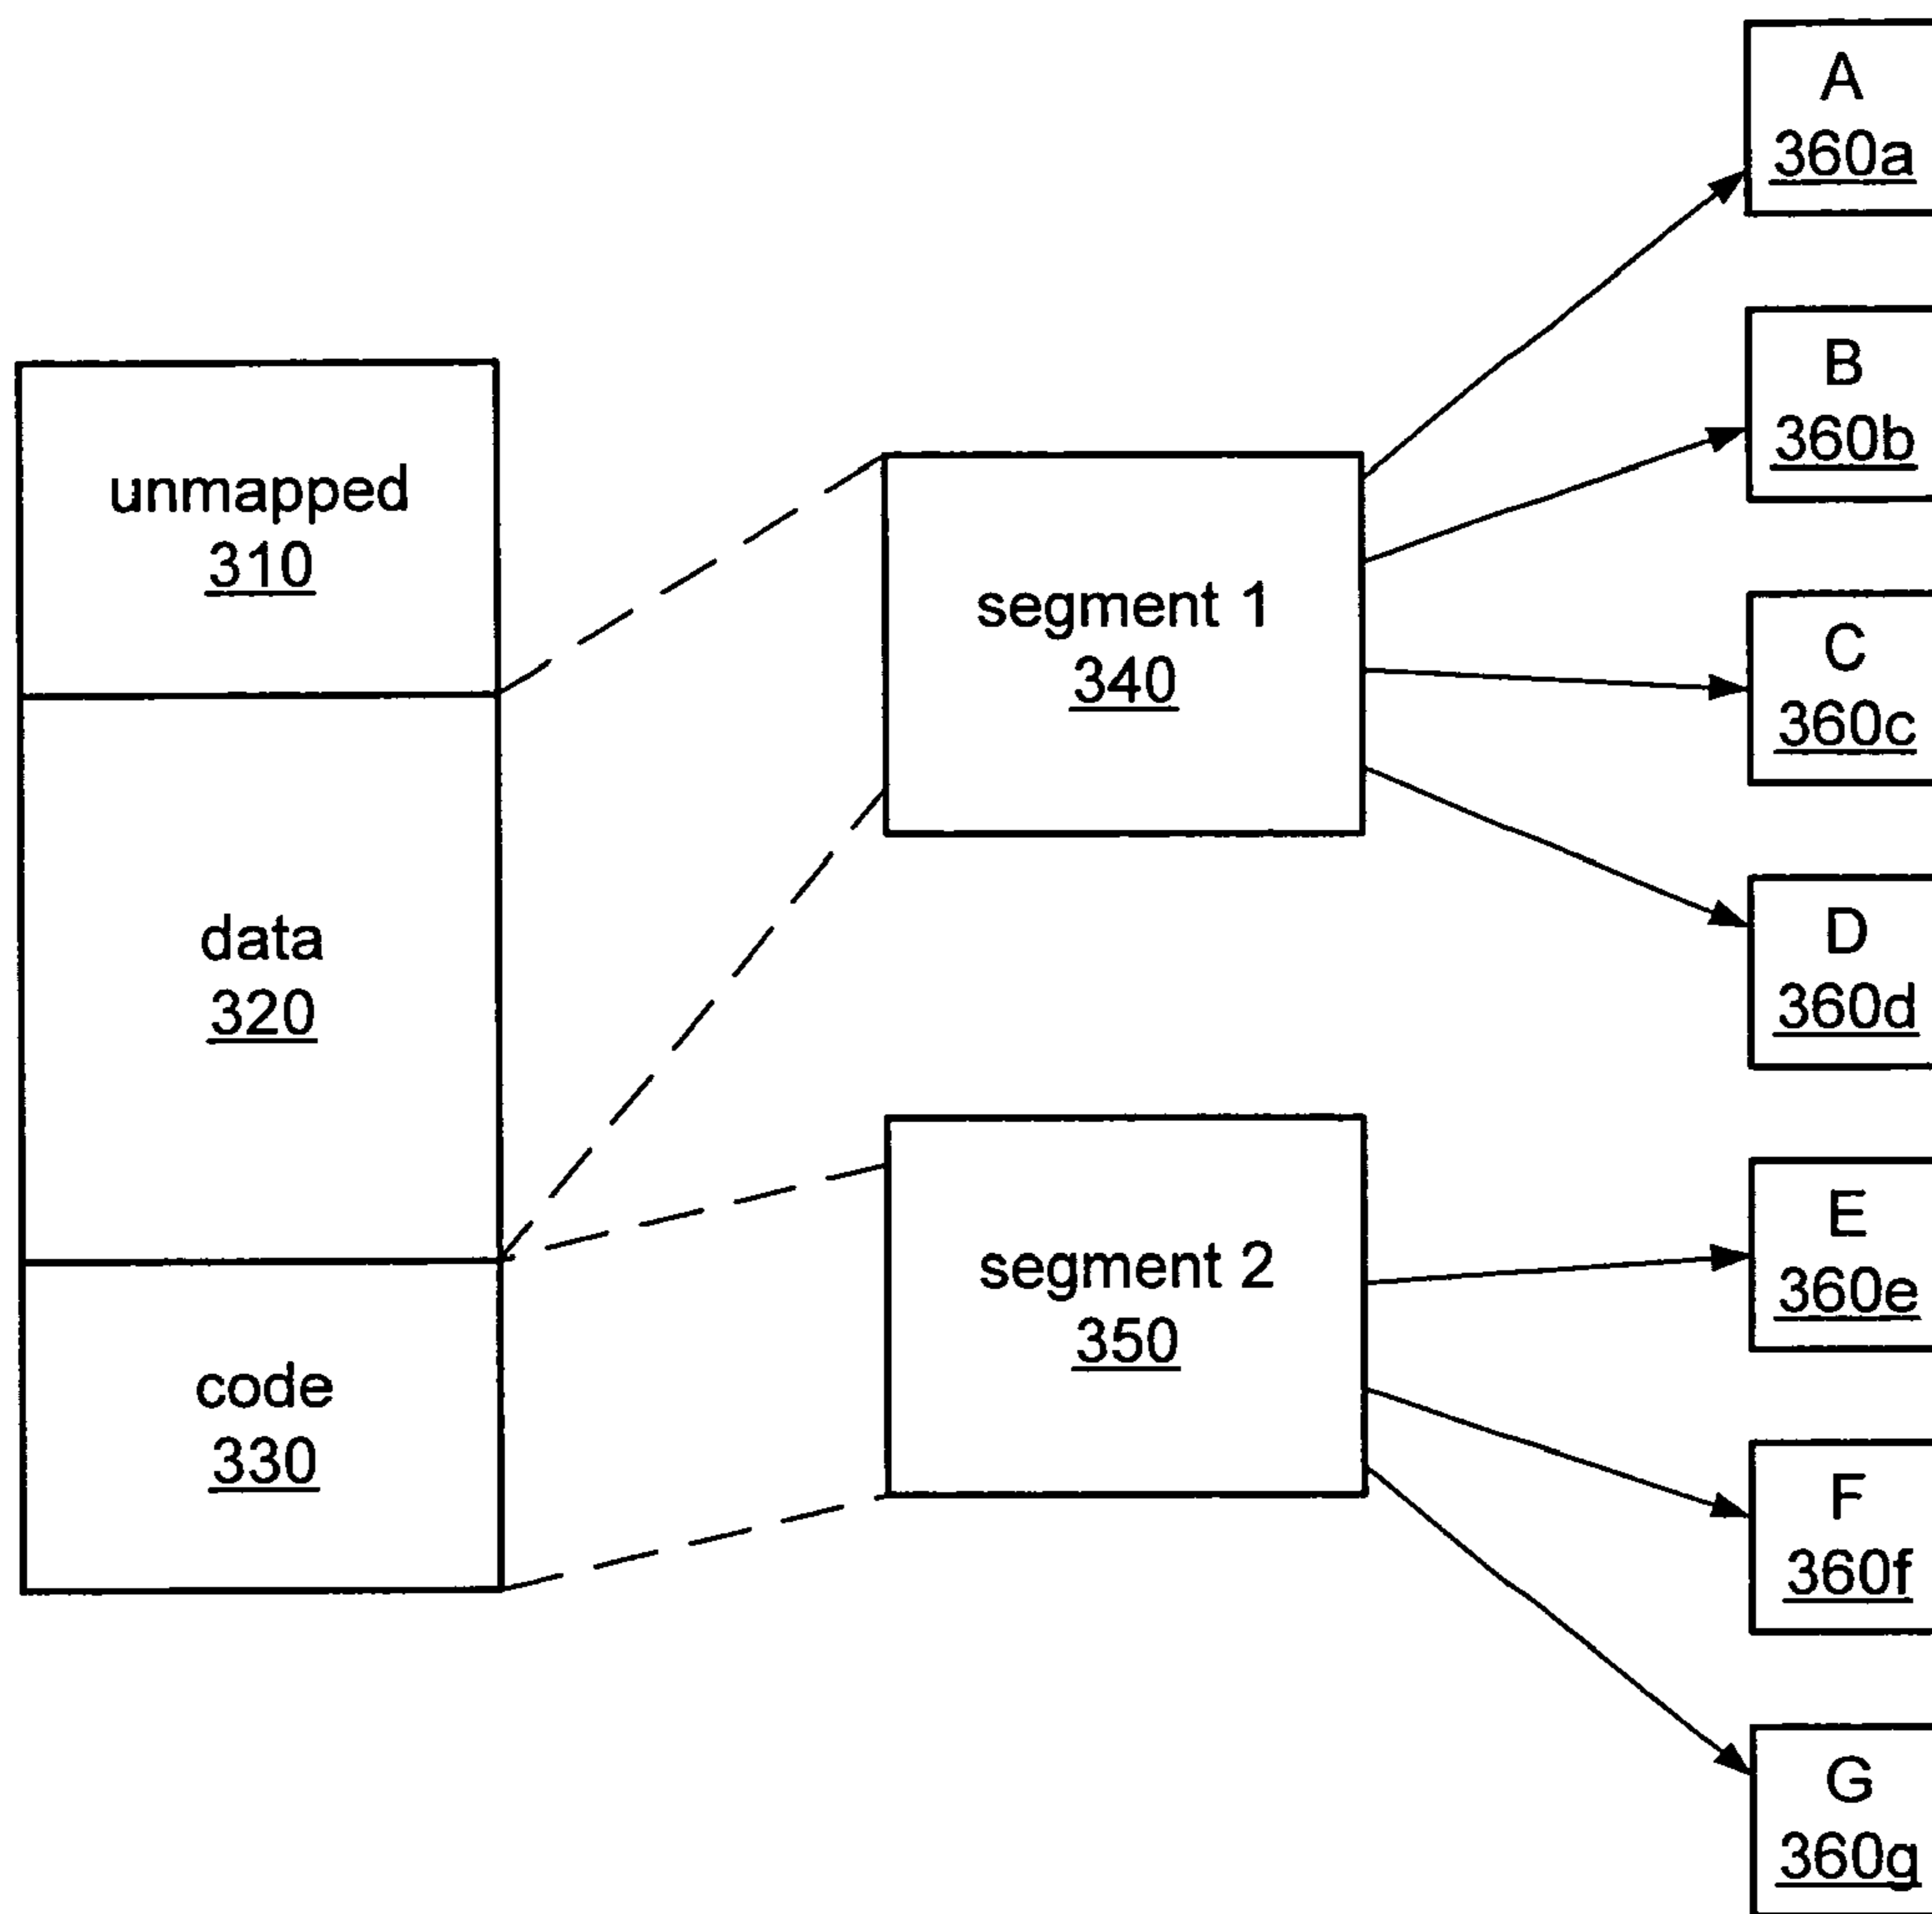 unmapped
310
data
320
code
330
segment 1
340
segment 2
350
A
360a
B
360b
C
360c
D
360d
E
360e
F
360f
G
360g